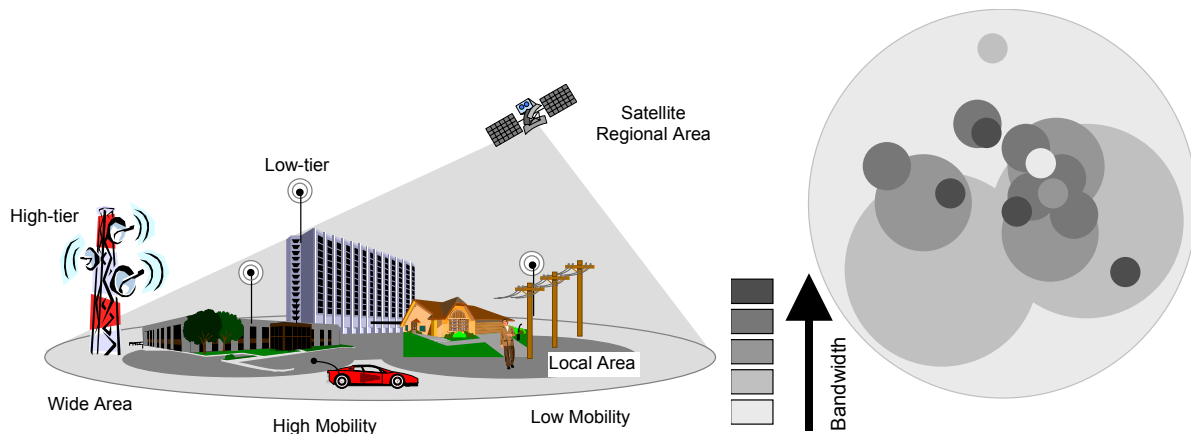 Satellite
Regional Area
Low-tier
High-tier
Local Area
Wide Area
Low Mobility
High Mobility
Bandwidth